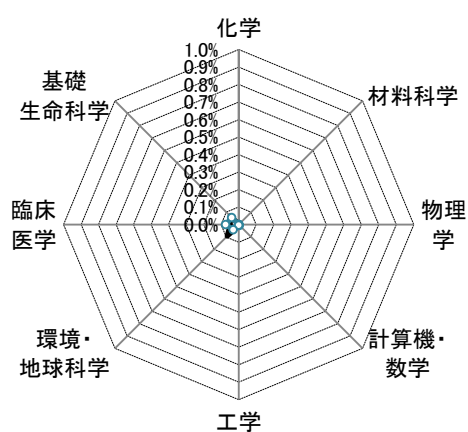 化学
1.0%
0.9%
0.8%
0.7%
0.6%
0.5%
0.4%
0.3%
0.2%
0.1%
0.0%
材料科学
物理
学
計算機・
数学
工学
環境・
地球科学
臨床
医学
基礎
生命科学